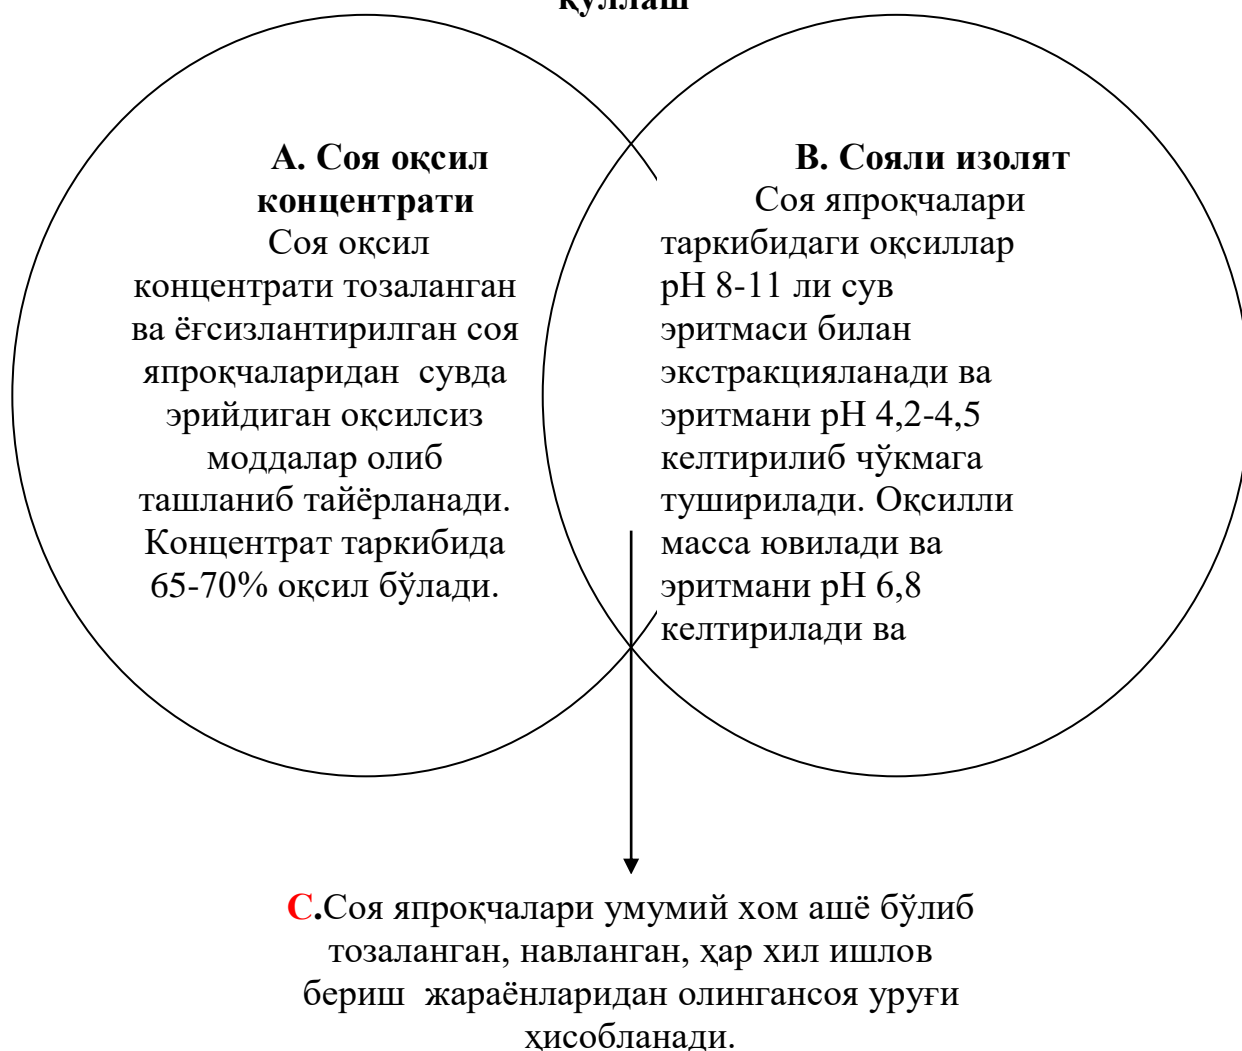 қуллаш
А. Соя оқсил
концентрати
Соя оқсил
концентрати тозаланган
ва ёғсизлантирилган соя
япроқчаларидан сувда
эрийдиган оқсилсиз
моддалар олиб
ташланиб тайёрланади.
Концентрат таркибида
65-70% оқсил бўлади.
В. Сояли изолят
Соя япроқчалари
таркибидаги оқсиллар
рН 8-11 ли сув
эритмаси билан
экстракцияланади ва
эритмани рН 4,2-4,5
келтирилиб чўкмага
туширилади. Оқсилли
масса ювилади ва
эритмани рН 6,8
келтирилади ва
С.Соя япроқчалари умумий хом ашё бўлиб
тозаланган, навланган, ҳар хил ишлов
бериш жараёнларидан олингансоя уруғи
ҳисобланади.